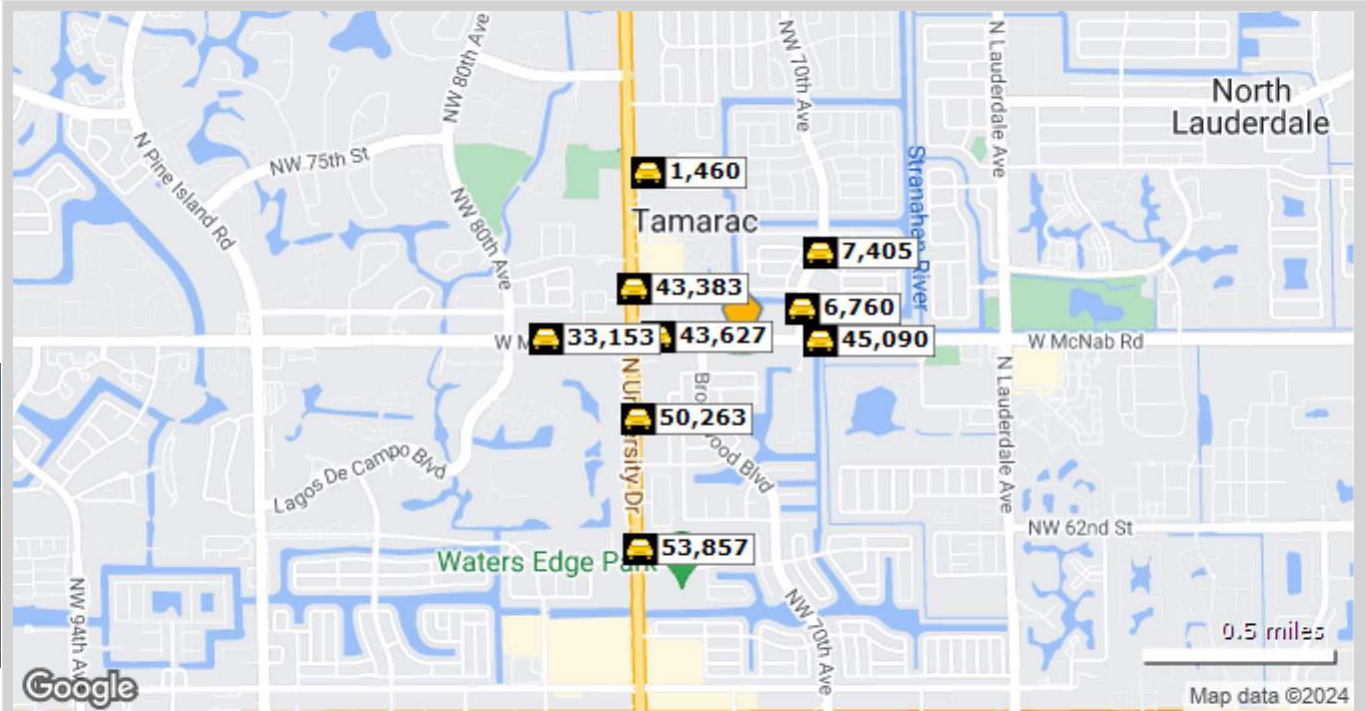 NW 80th Ave
NW 70th Ave
N Lauderdale Ave
North
Lauderdale
N Pine Island Rd
NW 75th St
Stranahan River
1,460
NW 80th Ave
Tamarac
7,405
43,383
6,760
W M
33,153
43,627
45,090
W McNab Rd
N University Dr
N Lauderdale Ave
50,263
Lagos De Campo Blvd
NW 62nd St
53,857
Waters Edge Park
NW 94th Av
NW 70th Ave
0.5 miles
Google
Map data ©2024